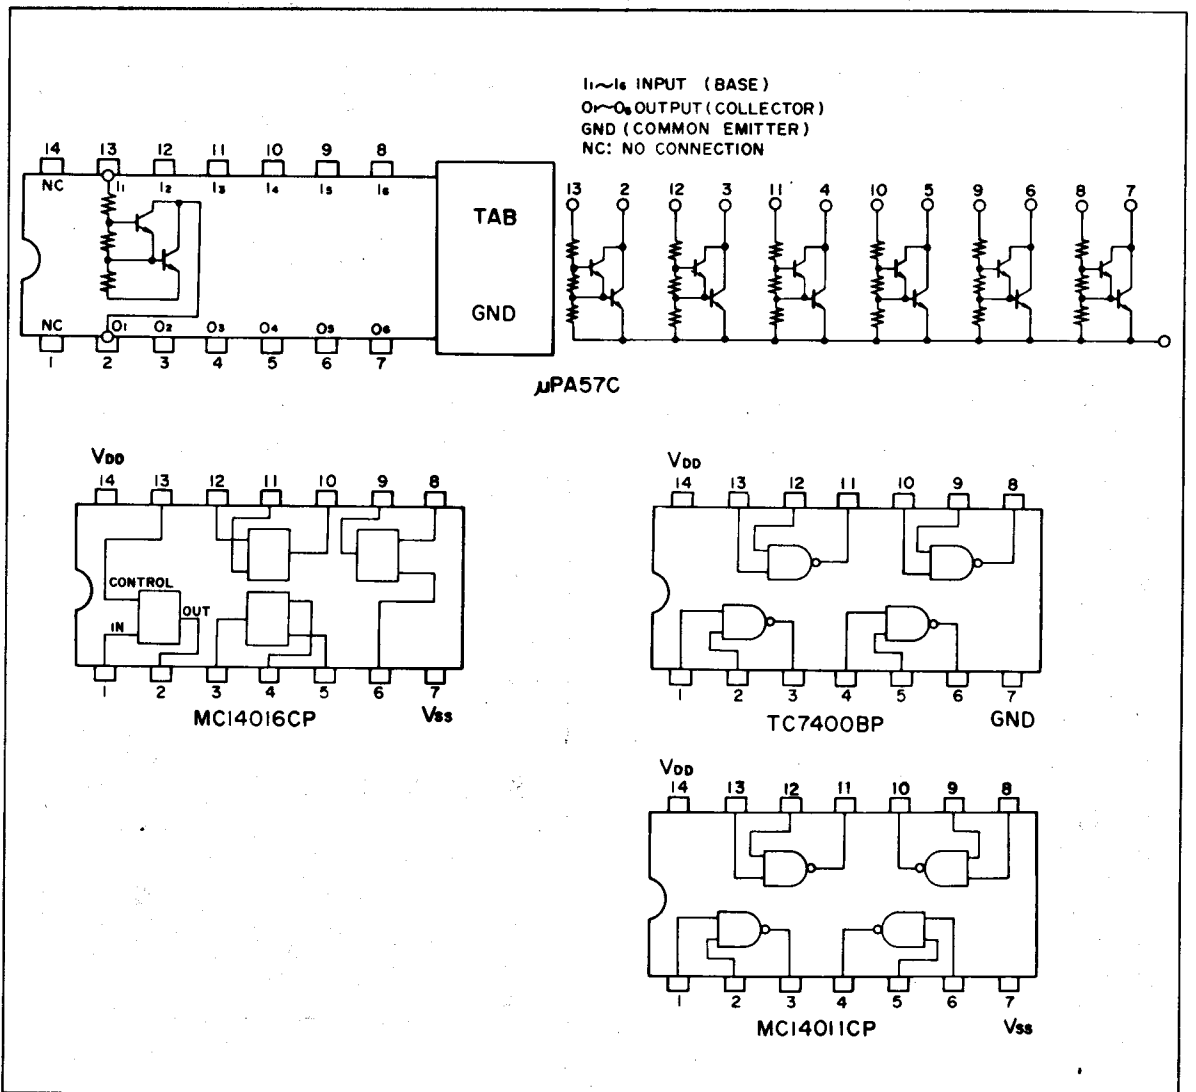 I₁~I₆ INPUT (BASE)
O₁~O₆ OUTPUT (COLLECTOR)
GND (COMMON EMITTER)
NC: NO CONNECTION
14 13 12 11 10 9 8
NC I₁ I₂ I₃ I₄ I₅ I₆
TAB
GND
NC O₁ O₂ O₃ O₄ O₅ O₆
1 2 3 4 5 6 7
13 2 12 3 11 4 10 5 9 6 8 7
μPA57C
VDD
14 13 12 11 10 9 8
CONTROL
OUT
IN
1 2 3 4 5 6 7
MC14016CP
Vss
VDD
14 13 12 11 10 9 8
1 2 3 4 5 6 7
TC7400BP
GND
VDD
14 13 12 11 10 9 8
1 2 3 4 5 6 7
MC14011CP
Vss